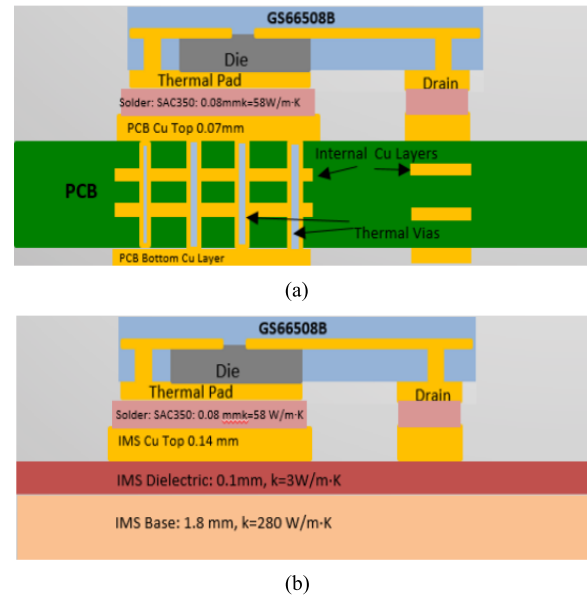 GS66508B
Die
Thermal Pad
Drain
Solder: SAC350: 0.08mmk=58W/m·K
PCB Cu Top 0.07mm
Internal Cu Layers
PCB
Thermal Vias
PCB Bottom Cu Layer
(a)
GS66508B
Die
Thermal Pad
Drain
Solder: SAC350: 0.08 mmk=58 W/m·K
IMS Cu Top 0.14 mm
IMS Dielectric: 0.1mm, k=3W/m·K
IMS Base: 1.8 mm, k=280 W/m·K
(b)